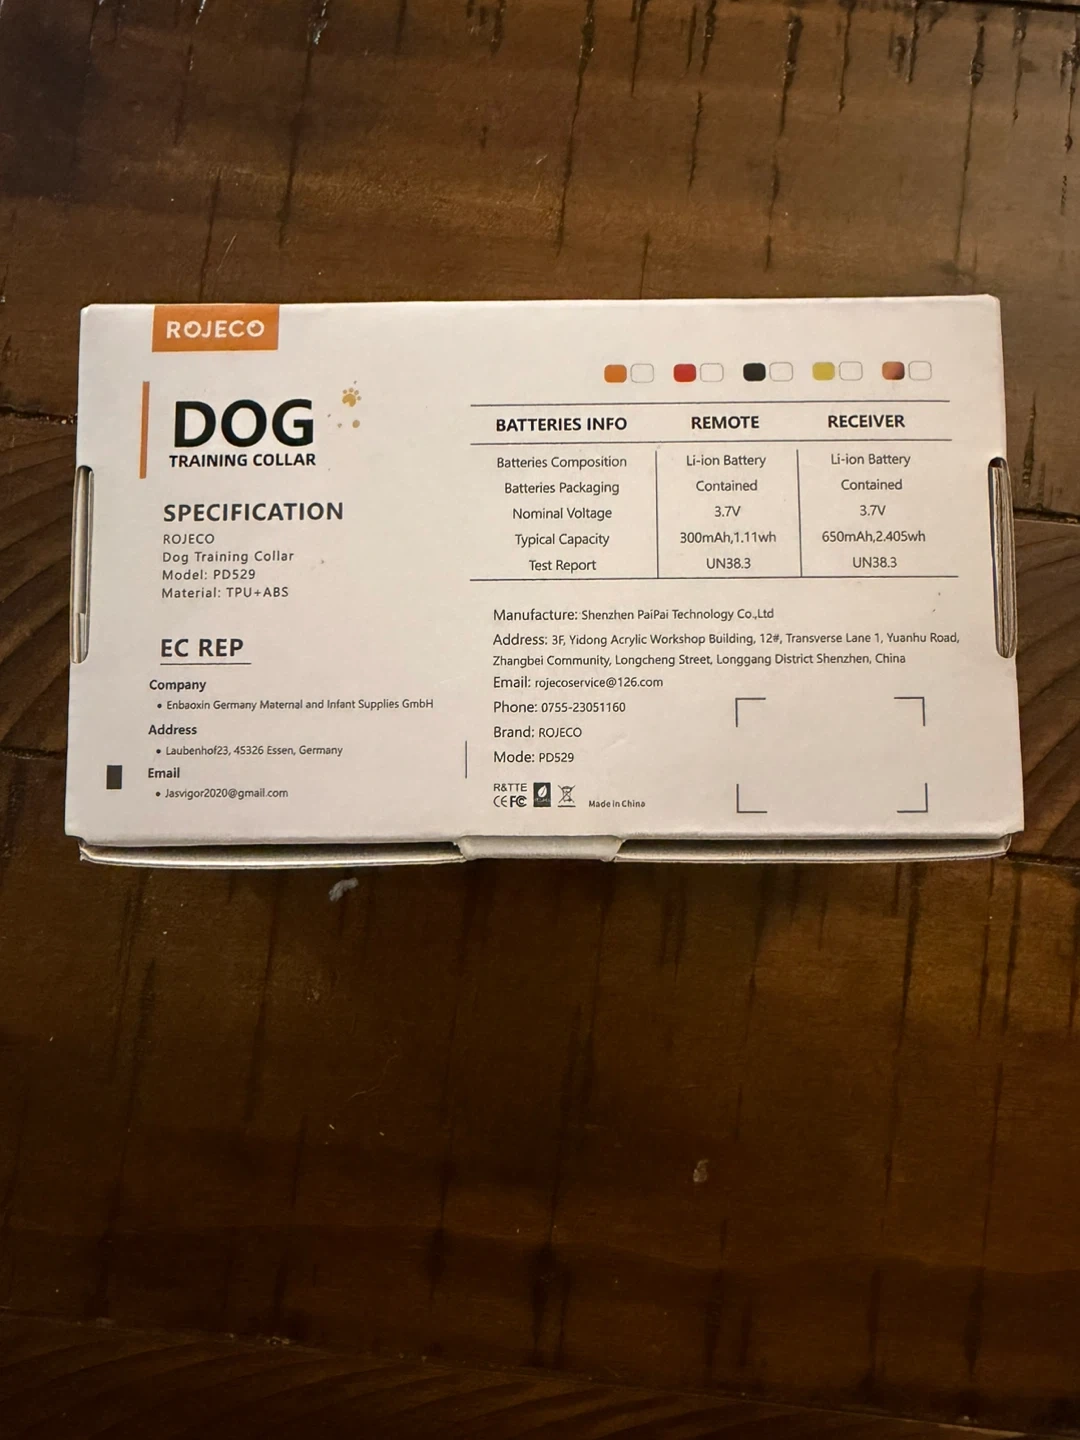 ROJECO
DOG
TRAINING COLLAR
SPECIFICATION
ROJECO
Dog Training Collar
Model: PD529
Material: TPU+ABS
EC REP
Company
• Enbaoxin Germany Maternal and Infant Supplies GmbH
Address
• Laubenhof23, 45326 Essen, Germany
Email
• Jasvigor2020@gmail.com
BATTERIES INFO REMOTE RECEIVER
Batteries Composition Li-ion Battery Li-ion Battery
Batteries Packaging Contained Contained
Nominal Voltage 3.7V 3.7V
Typical Capacity 300mAh,1.11wh 650mAh,2.405wh
Test Report UN38.3 UN38.3
Manufacture: Shenzhen PaiPai Technology Co.,Ltd
Address: 3F, Yidong Acrylic Workshop Building, 12#, Transverse Lane 1, Yuanhu Road,
Zhangbei Community, Longcheng Street, Longgang District Shenzhen, China
Email: rojecoservice@126.com
Phone: 0755-23051160
Brand: ROJECO
Mode: PD529
R&TTE
CE FC Made in China